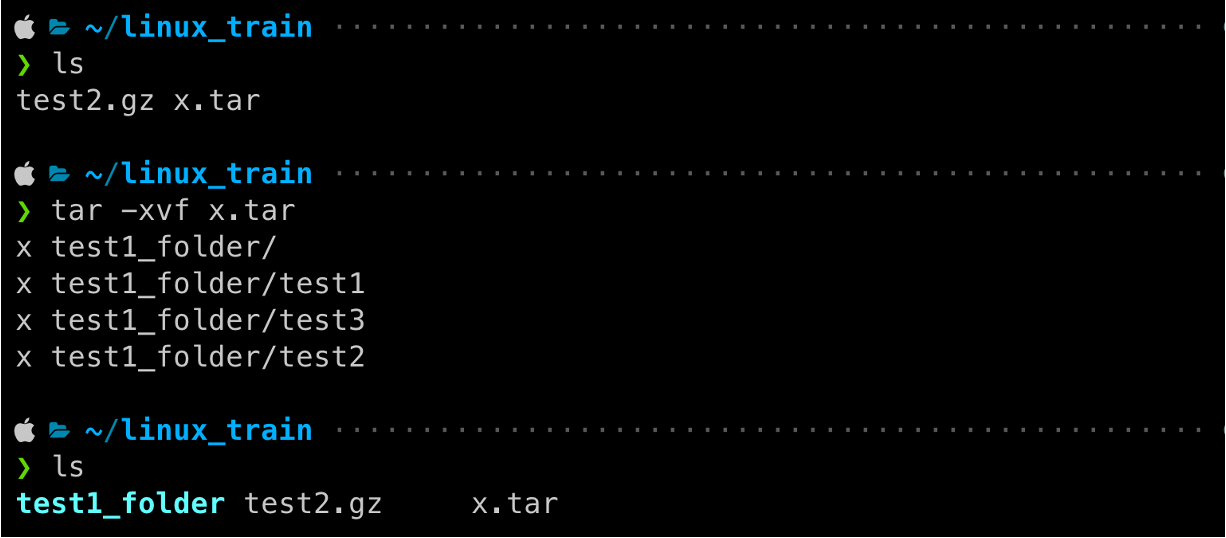 ~/linux_train
❯ ls
test2.gz x.tar
~/linux_train
❯ tar -xvf x.tar
x test1_folder/
x test1_folder/test1
x test1_folder/test3
x test1_folder/test2
~/linux_train
❯ ls
test1_folder test2.gz     x.tar